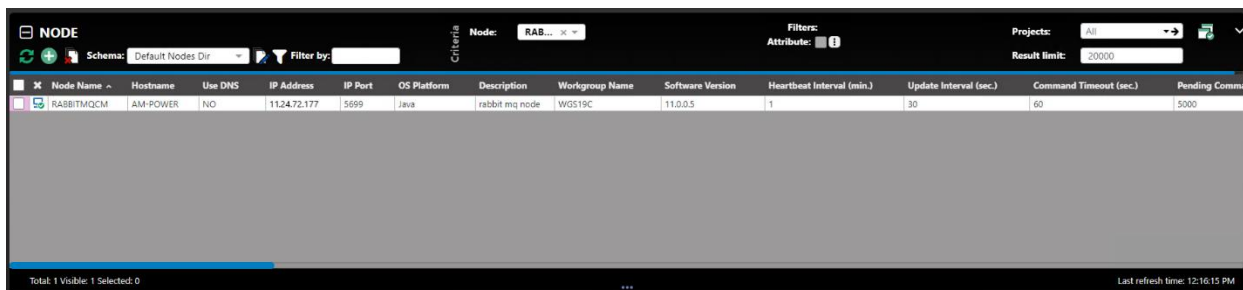 NODE
Schema: Default Nodes Dir Filter by:
Criteria
Node: RAB...
Filters:
Attribute:
Projects: All
Result limit: 20000
Node Name Hostname Use DNS IP Address IP Port OS Platform Description Workgroup Name Software Version Heartbeat Interval (min.) Update Interval (sec.) Command Timeout (sec.) Pending Comma
RABBITMQCM AM-POWER NO 11.24.72.177 5699 Java rabbit mq node WGS19C 11.0.0.5 1 30 60 5000
Total: 1 Visible: 1 Selected: 0
Last refresh time: 12:16:15 PM